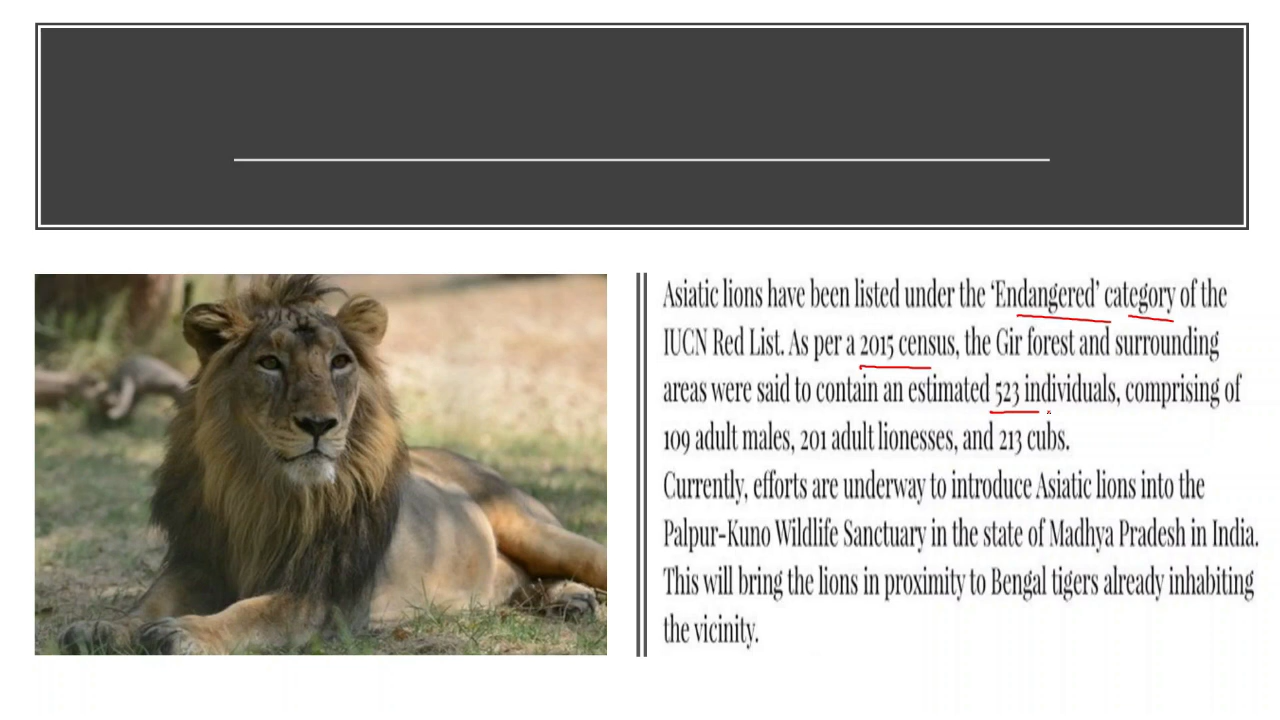 Asiatic lions have been listed under the ‘Endangered’ category of the
IUCN Red List. As per a 2015 census, the Gir forest and surrounding
areas were said to contain an estimated 523 individuals, comprising of
109 adult males, 201 adult lionesses, and 213 cubs.
Currently, efforts are underway to introduce Asiatic lions into the
Palpur-Kuno Wildlife Sanctuary in the state of Madhya Pradesh in India.
This will bring the lions in proximity to Bengal tigers already inhabiting
the vicinity.